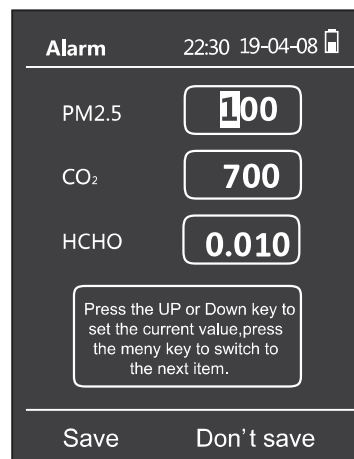 Alarm 22:30 19-04-08
PM2.5 100
CO₂ 700
HCHO 0.010
Press the UP or Down key to
set the current value,press
the meny key to switch to
the next item.
Save Don't save